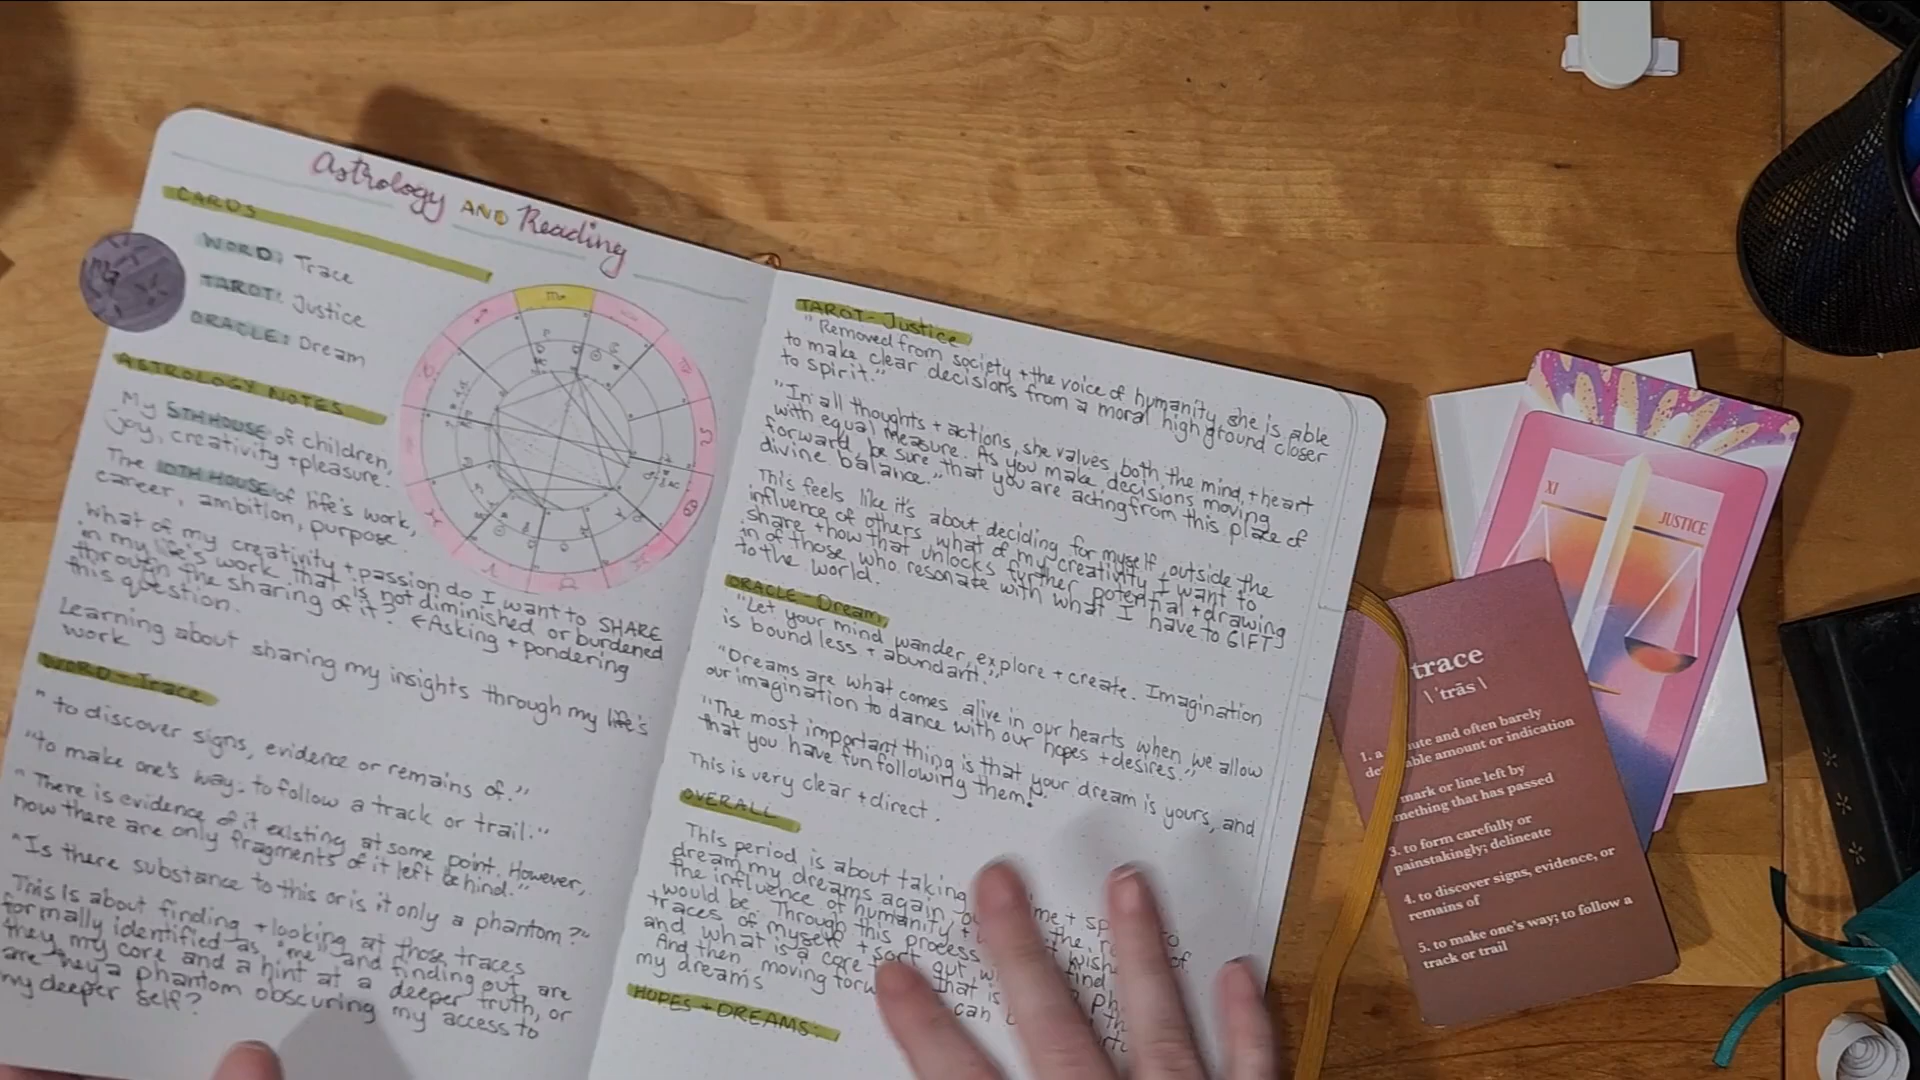 Astrology AND Reading
CARDS
WORD: Trace
TAROT: Justice
ORACLE: Dream
ASTROLOGY NOTES
My 5TH HOUSE of children,
joy, creativity + pleasure.
The 10TH HOUSE of life's work,
career, ambition, purpose.
What of my creativity + passion do I want to SHARE
in my life's work that is not diminished or burdened
through the sharing of it? ← Asking + pondering
this question.
Learning about sharing my insights through my life's
work
WORD - Trace
"to discover signs, evidence or remains of."
"to make one's way: to follow a track or trail."
"There is evidence of it existing at some point. However,
now there are only fragments of it left behind."
"Is there substance to this or is it only a phantom?"
This is about finding + looking at those traces
formally identified as "me" and finding out, are
they my core and a hint at a deeper truth, or
are they a phantom obscuring my access to
my deeper self?
TAROT - Justice
"Removed from society + the voice of humanity, she is able
to make clear decisions from a moral high ground closer
to spirit."
"In all thoughts + actions, she values both the mind + heart
with equal measure. As you make decisions moving
forward, be sure that you are acting from this place of
divine balance."
This feels like it's about deciding for myself, outside the
influence of others, what of my creativity I want to
share + how that unlocks further potential + drawing
in of those who resonate with what I have to GIFT
to the world.
ORACLE - Dream
"Let your mind wander, explore + create. Imagination
is boundless + abundant."
"Dreams are what comes alive in our hearts when we allow
our imagination to dance with our hopes + desires."
"The most important thing is that your dream is yours, and
that you have fun following them."
This is very clear + direct.
OVERALL
This period is about taking
dream my dreams again
the influence of humanity +
would be. Through this process find
traces of myself + sort out
and what is a core that is
And then moving can
my dreams
HOPES + DREAMS:
XI
JUSTICE
trace
\ ˈtrās \
1. a and often barely
amount or indication
mark or line left by
that has passed
3. to form carefully or
painstakingly; delineate
4. to discover signs, evidence, or
remains of
5. to make one's way; to follow a
track or trail